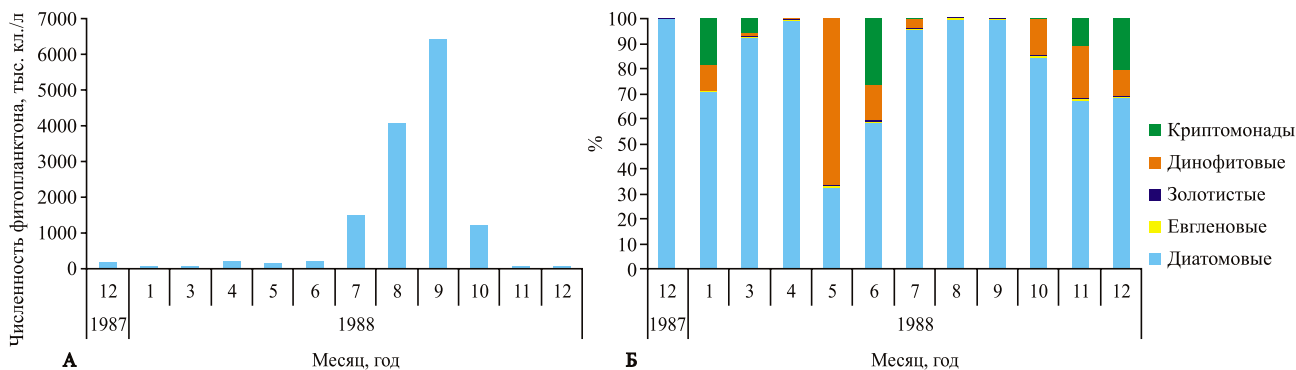 Численность фитопланктона, тыс. кл./л
7000
6000
5000
4000
3000
2000
1000
0
12 1 3 4 5 6 7 8 9 10 11 12
1987 1988
А Месяц, год
%
100
90
80
70
60
50
40
30
20
10
0
12 1 3 4 5 6 7 8 9 10 11 12
1987 1988
Б Месяц, год
Криптомонады
Динофитовые
Золотистые
Евгленовые
Диатомовые